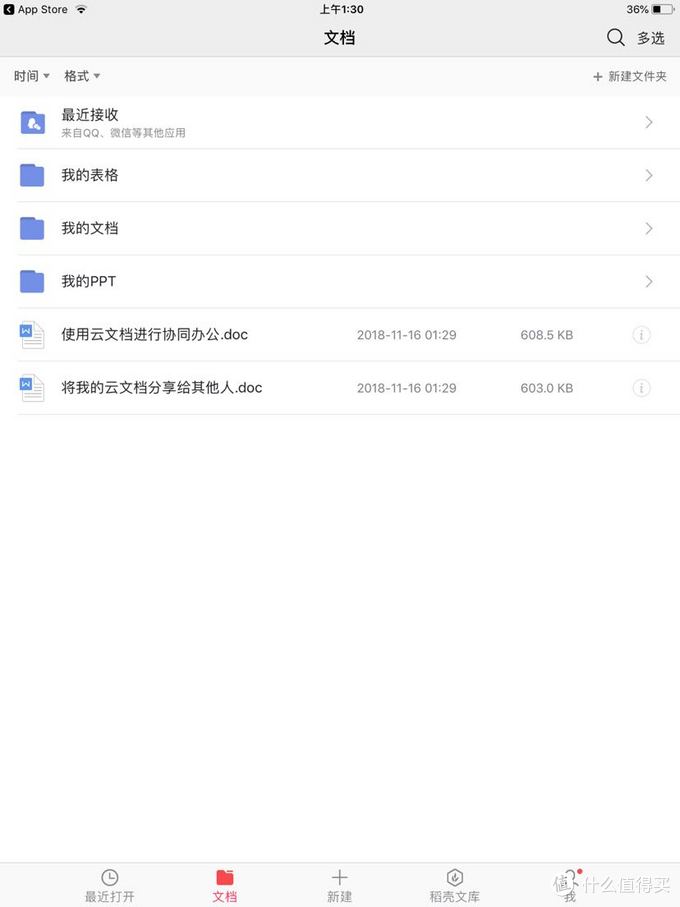 App Store
上午1:30
36%
文档
多选
时间
格式
+ 新建文件夹
最近接收
来自QQ、微信等其他应用
我的表格
我的文档
我的PPT
使用云文档进行协同办公.doc 2018-11-16 01:29 608.5 KB
将我的云文档分享给其他人.doc 2018-11-16 01:29 603.0 KB
最近打开
文档
新建
稻壳文库
我
值 什么值得买